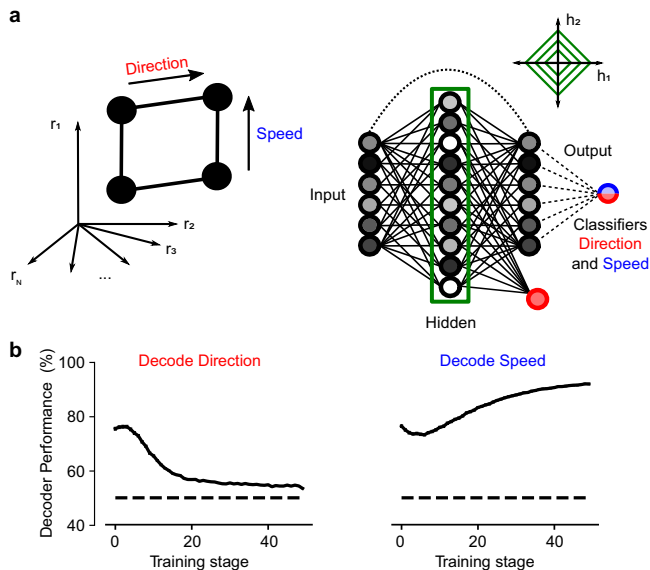 a
Direction
Speed
r₁
r₂
r₃
...
r_N
h₂
h₁
Input
Output
Classifiers
Direction
and Speed
Hidden
b
Decode Direction
Decode Speed
Decoder Performance (%)
100
80
60
40
0
20
40
Training stage
0
20
40
Training stage